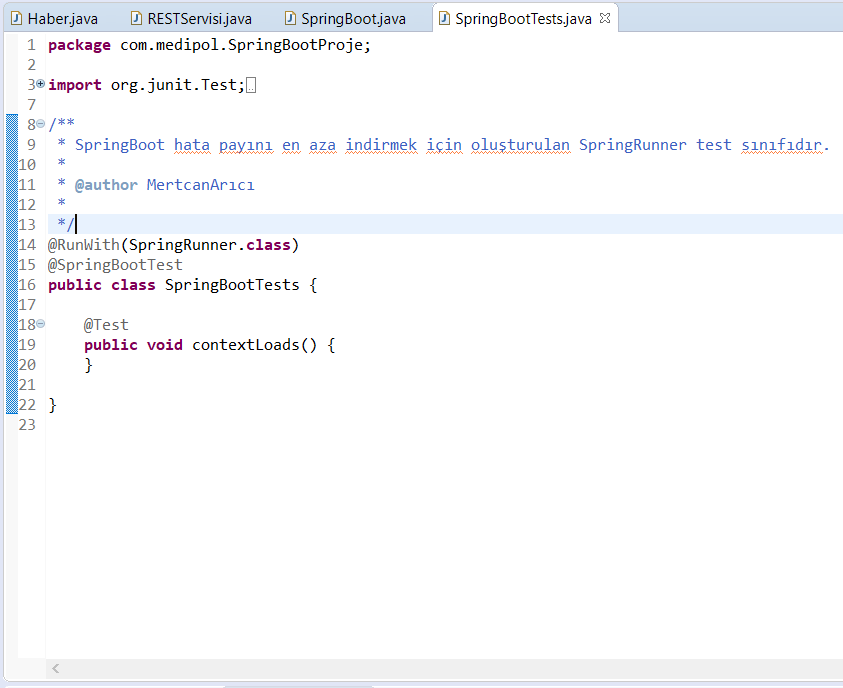 Haber.java RESTServisi.java SpringBoot.java SpringBootTests.java
1 package com.medipol.SpringBootProje;
2
3 import org.junit.Test;
7
8 /**
9 * SpringBoot hata payını en aza indirmek için oluşturulan SpringRunner test sınıfıdır.
10 *
11 * @author MertcanArıcı
12 *
13 */
14 @RunWith(SpringRunner.class)
15 @SpringBootTest
16 public class SpringBootTests {
17
18 @Test
19 public void contextLoads() {
20 }
21
22 }
23